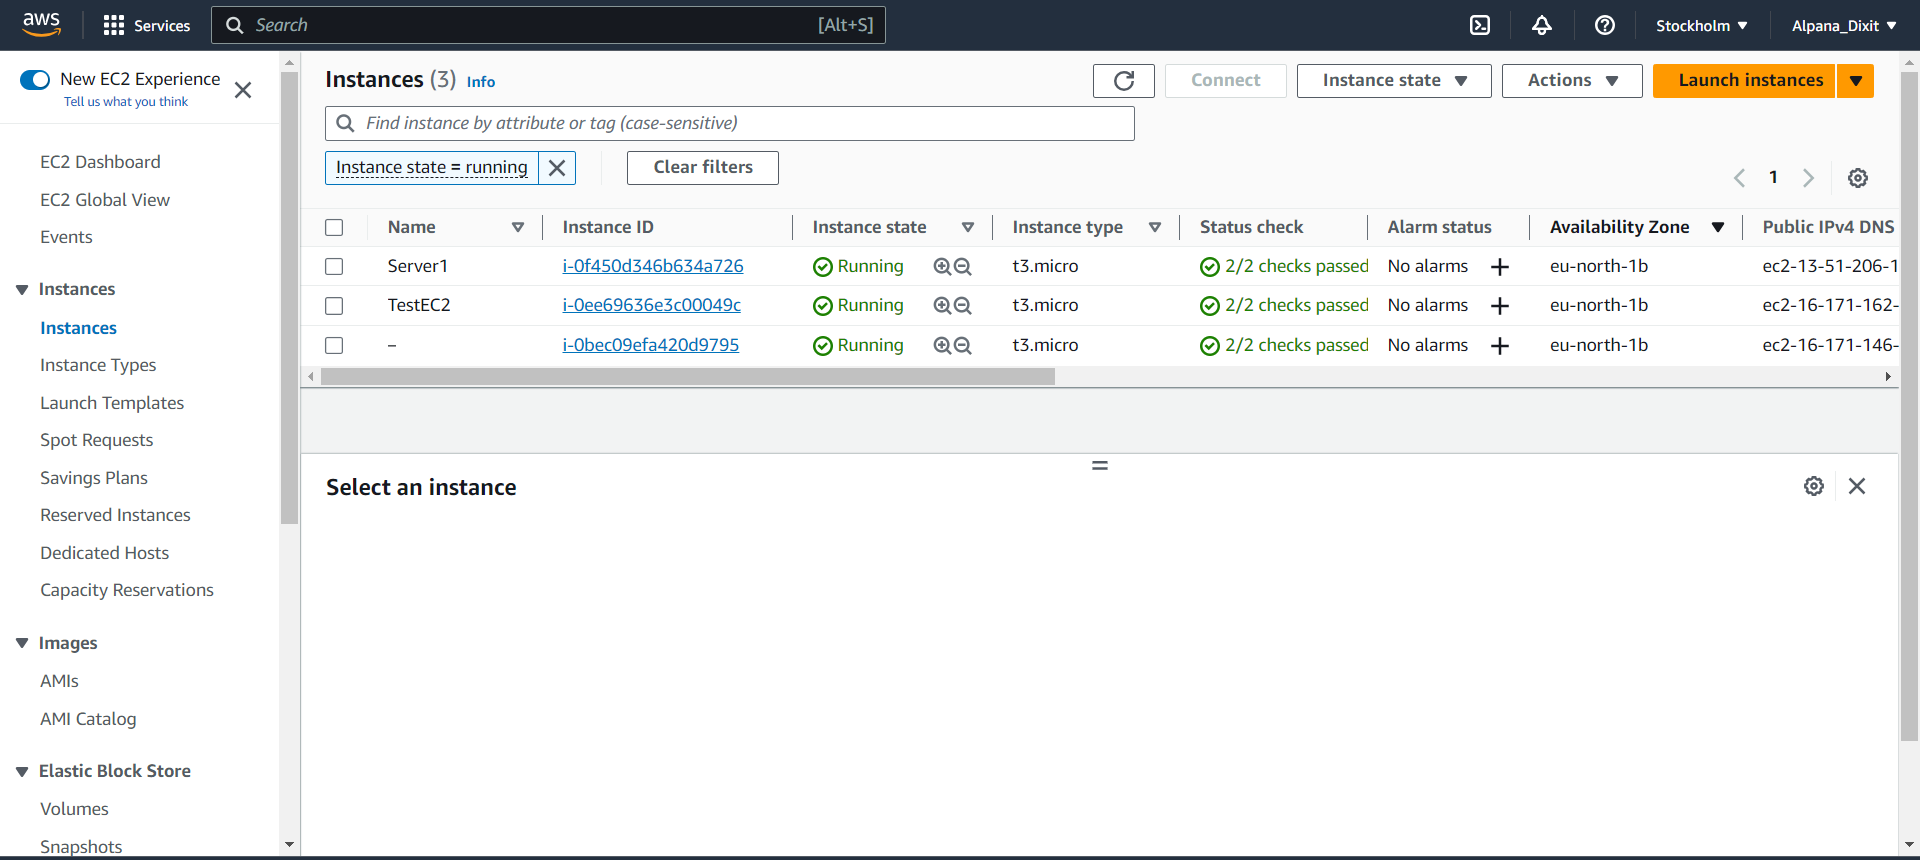 aws Services Search [Alt+S] Stockholm Alpana_Dixit
New EC2 Experience
Tell us what you think
EC2 Dashboard
EC2 Global View
Events
Instances
Instances
Instance Types
Launch Templates
Spot Requests
Savings Plans
Reserved Instances
Dedicated Hosts
Capacity Reservations
Images
AMIs
AMI Catalog
Elastic Block Store
Volumes
Snapshots
Instances (3) Info Connect Instance state Actions Launch instances
Find instance by attribute or tag (case-sensitive)
Instance state = running Clear filters
1
Name Instance ID Instance state Instance type Status check Alarm status Availability Zone Public IPv4 DNS
Server1 i-0f450d346b634a726 Running t3.micro 2/2 checks passed No alarms + eu-north-1b ec2-13-51-206-1
TestEC2 i-0ee69636e3c00049c Running t3.micro 2/2 checks passed No alarms + eu-north-1b ec2-16-171-162-
– i-0bec09efa420d9795 Running t3.micro 2/2 checks passed No alarms + eu-north-1b ec2-16-171-146-
Select an instance